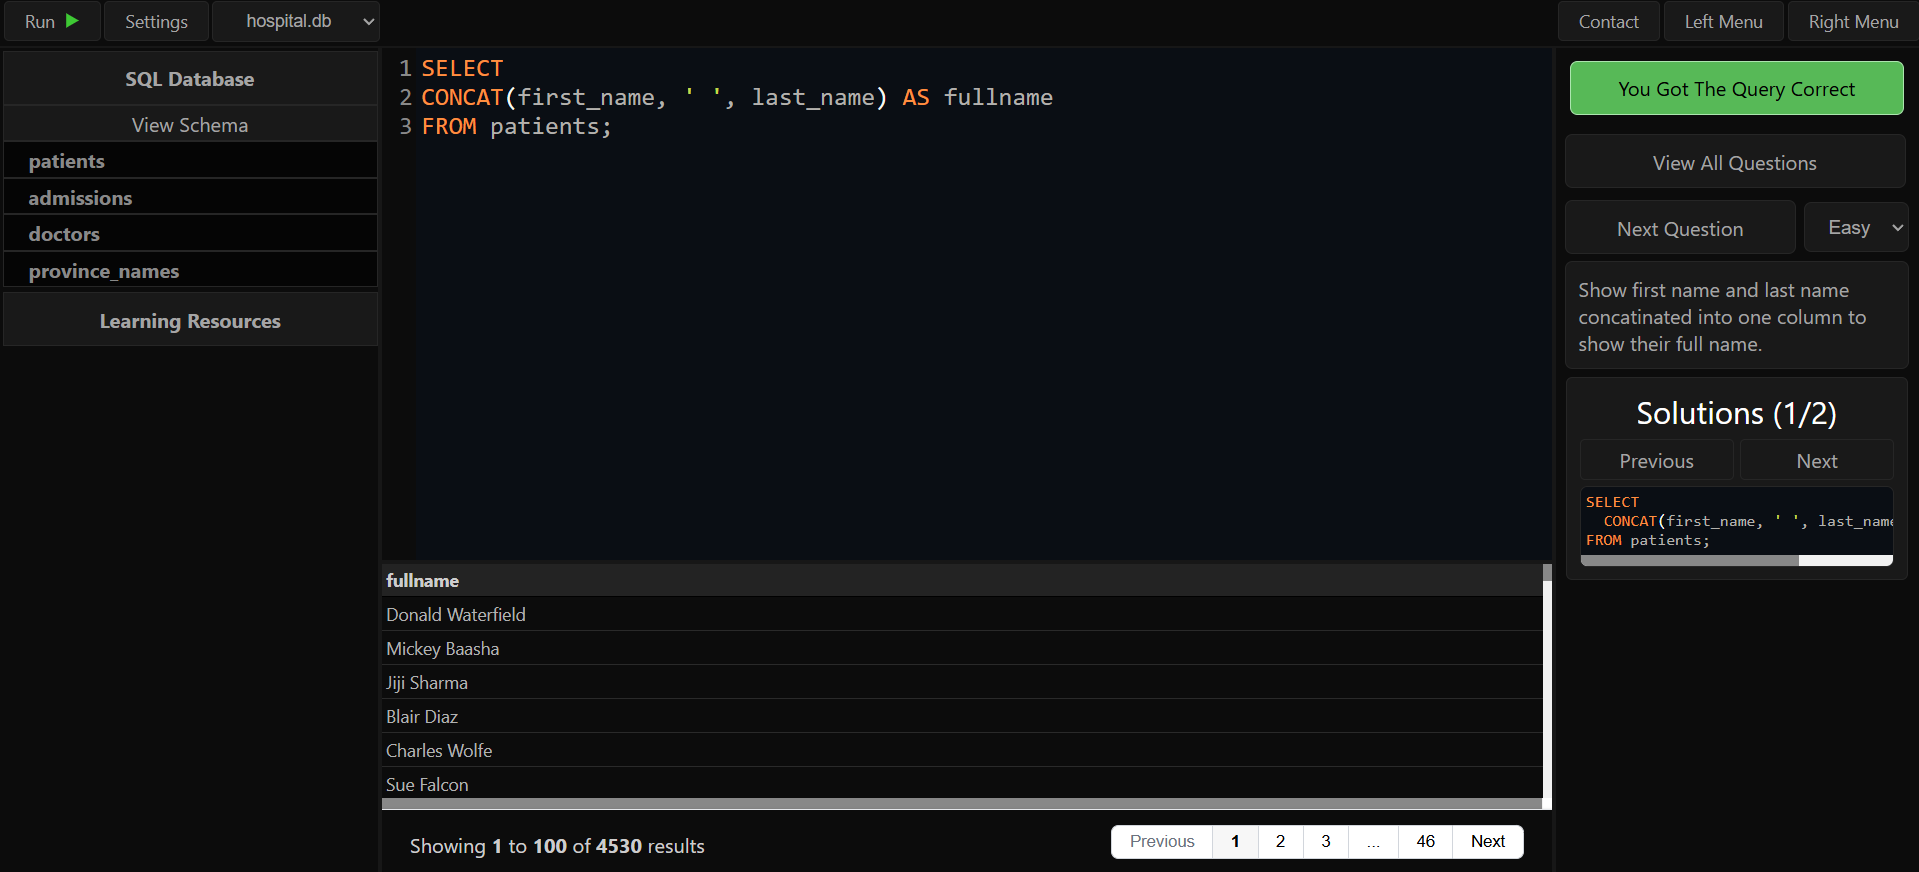 Run
Settings
hospital.db
Contact
Left Menu
Right Menu
SQL Database
View Schema
patients
admissions
doctors
province_names
Learning Resources
1 SELECT
2 CONCAT(first_name, ' ', last_name) AS fullname
3 FROM patients;
fullname
Donald Waterfield
Mickey Baasha
Jiji Sharma
Blair Diaz
Charles Wolfe
Sue Falcon
Showing 1 to 100 of 4530 results
Previous 1 2 3 ... 46 Next
You Got The Query Correct
View All Questions
Next Question
Easy
Show first name and last name
concatinated into one column to
show their full name.
Solutions (1/2)
Previous
Next
SELECT
CONCAT(first_name, ' ', last_name
FROM patients;